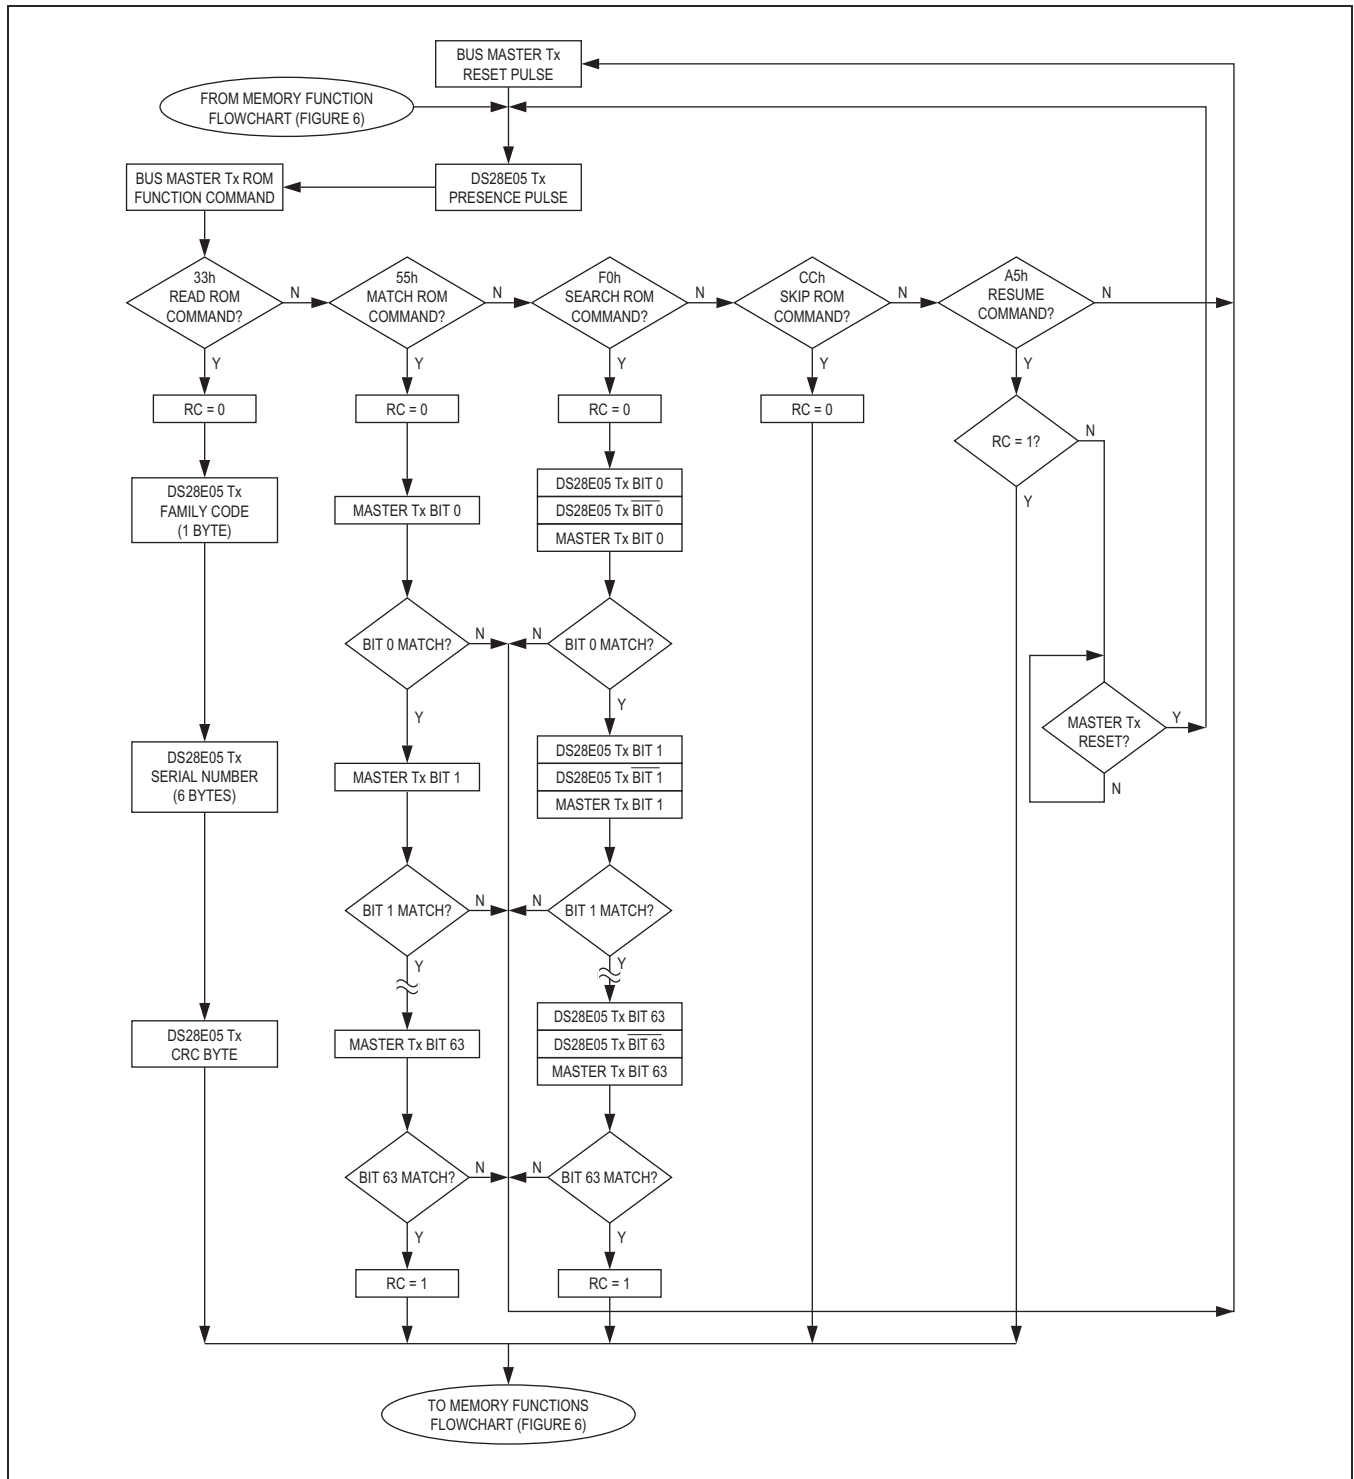 BUS MASTER Tx
RESET PULSE
FROM MEMORY FUNCTION
FLOWCHART (FIGURE 6)
BUS MASTER Tx ROM
FUNCTION COMMAND
DS28E05 Tx
PRESENCE PULSE
33h
READ ROM
COMMAND?
N
55h
MATCH ROM
COMMAND?
N
F0h
SEARCH ROM
COMMAND?
N
CCh
SKIP ROM
COMMAND?
N
A5h
RESUME
COMMAND?
N
Y
Y
Y
Y
Y
RC = 0
RC = 0
RC = 0
RC = 0
RC = 1?
N
Y
DS28E05 Tx
FAMILY CODE
(1 BYTE)
MASTER Tx BIT 0
DS28E05 Tx BIT 0
DS28E05 Tx B̅I̅T̅ ̅0̅
MASTER Tx BIT 0
BIT 0 MATCH?
N
N
BIT 0 MATCH?
Y
Y
MASTER Tx
RESET?
Y
N
DS28E05 Tx
SERIAL NUMBER
(6 BYTES)
MASTER Tx BIT 1
DS28E05 Tx BIT 1
DS28E05 Tx B̅I̅T̅ ̅1̅
MASTER Tx BIT 1
BIT 1 MATCH?
N
N
BIT 1 MATCH?
Y
Y
DS28E05 Tx
CRC BYTE
MASTER Tx BIT 63
DS28E05 Tx BIT 63
DS28E05 Tx B̅I̅T̅ ̅6̅3̅
MASTER Tx BIT 63
BIT 63 MATCH?
N
N
BIT 63 MATCH?
Y
Y
RC = 1
RC = 1
TO MEMORY FUNCTIONS
FLOWCHART (FIGURE 6)